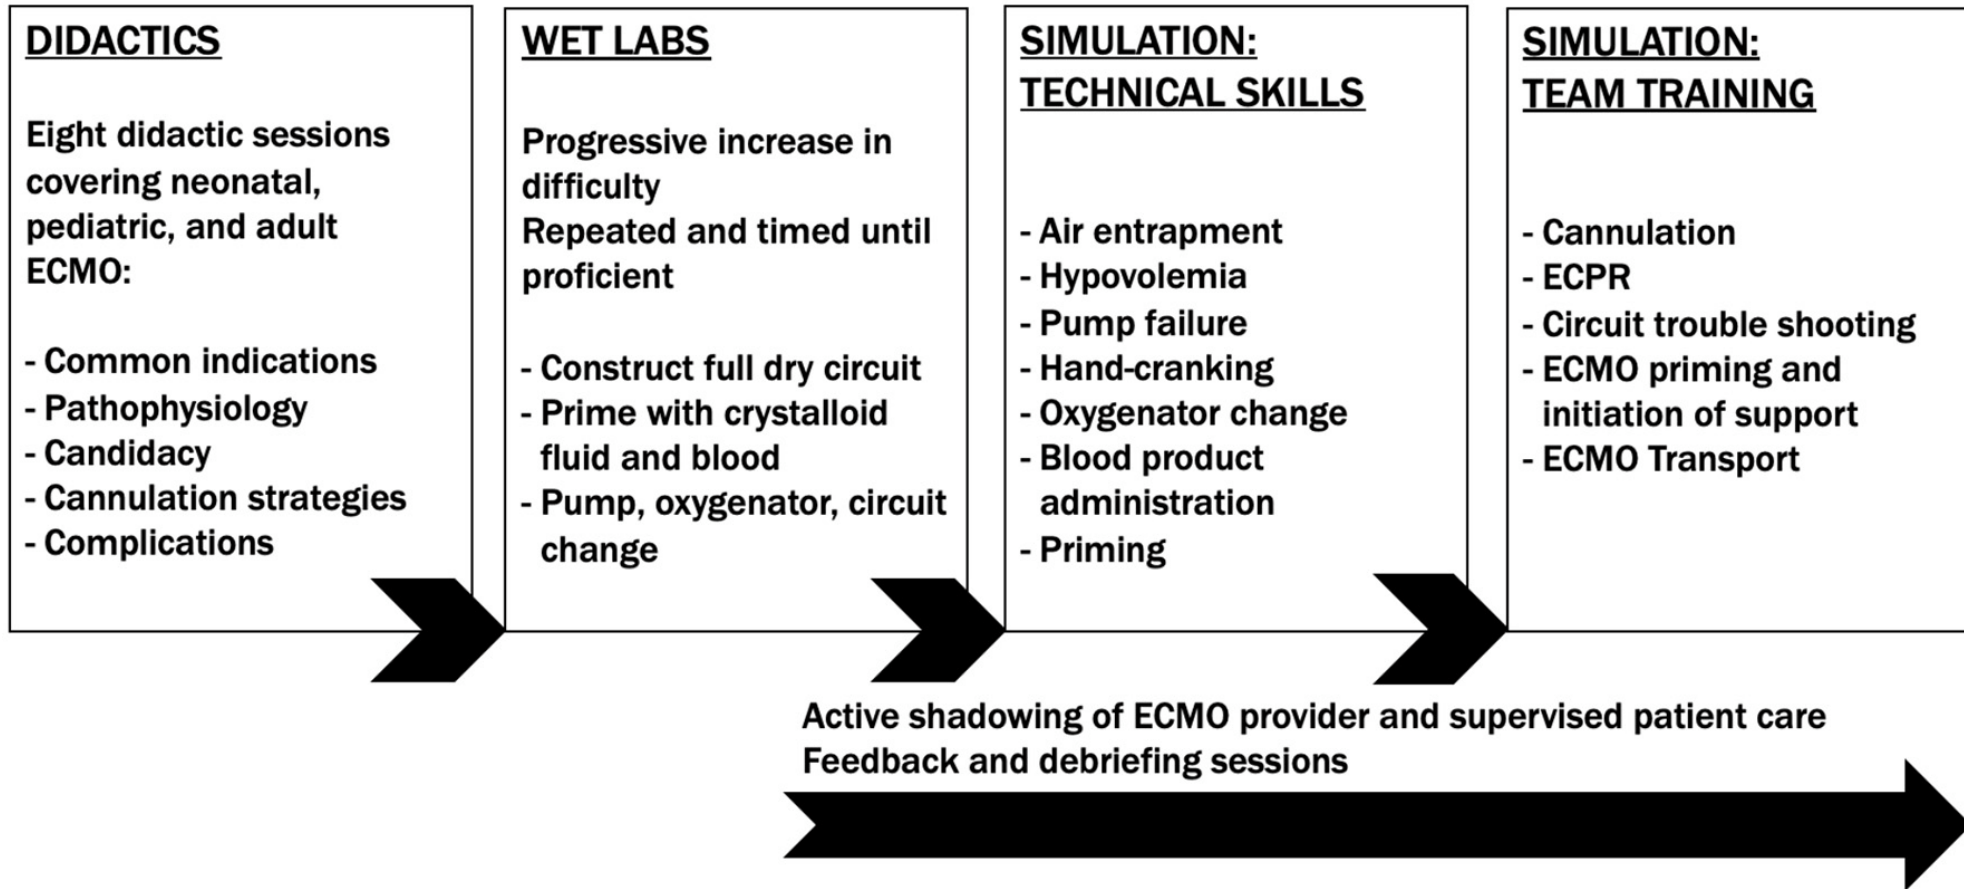 DIDACTICS
Eight didactic sessions
covering neonatal,
pediatric, and adult
ECMO:
- Common indications
- Pathophysiology
- Candidacy
- Cannulation strategies
- Complications
WET LABS
Progressive increase in
difficulty
Repeated and timed until
proficient
- Construct full dry circuit
- Prime with crystalloid
fluid and blood
- Pump, oxygenator, circuit
change
SIMULATION:
TECHNICAL SKILLS
- Air entrapment
- Hypovolemia
- Pump failure
- Hand-cranking
- Oxygenator change
- Blood product
administration
- Priming
SIMULATION:
TEAM TRAINING
- Cannulation
- ECPR
- Circuit trouble shooting
- ECMO priming and
initiation of support
- ECMO Transport
Active shadowing of ECMO provider and supervised patient care
Feedback and debriefing sessions